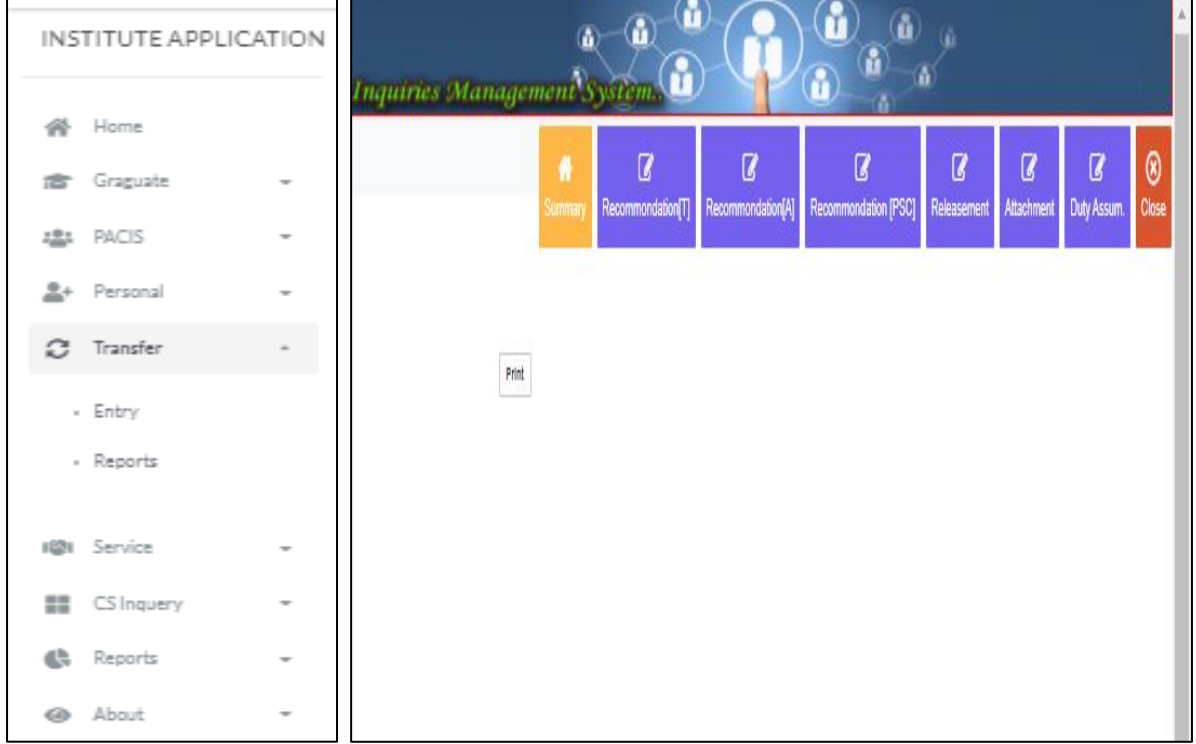 INSTITUTE APPLICATION
Home
Graguate
PACIS
Personal
Transfer
Entry
Reports
Service
CS Inquery
Reports
About
Inquiries Management System..
Summary
Recommondation[T]
Recommondation[A]
Recommondation [PSC]
Releasement
Attachment
Duty Assum.
Close
Print